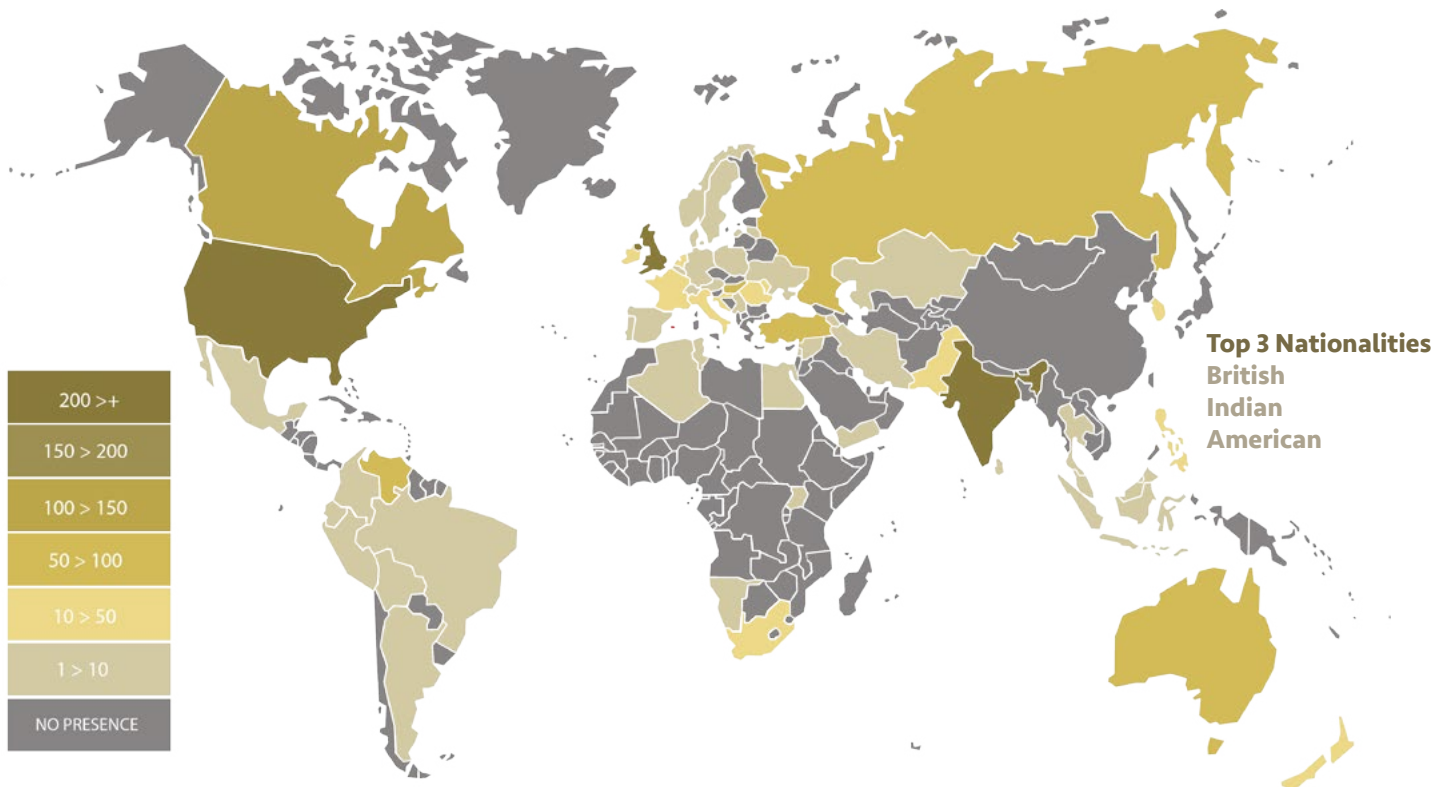 200 >+
150 > 200
100 > 150
50 > 100
10 > 50
1 > 10
NO PRESENCE
Top 3 Nationalities
British
Indian
American